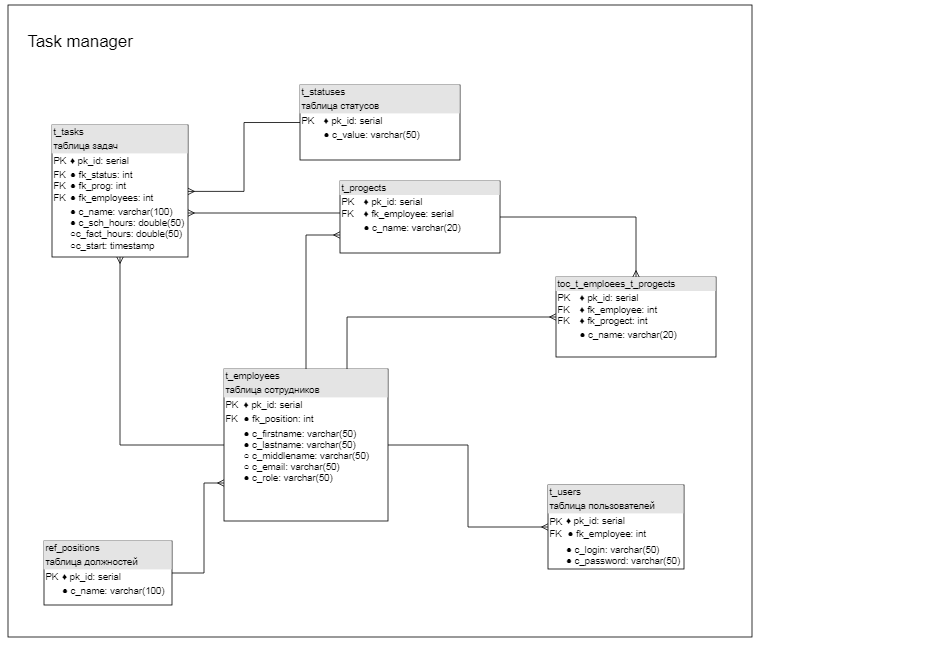 Task manager
t_statuses
таблица статусов
PK ♦ pk_id: serial
● c_value: varchar(50)
t_tasks
таблица задач
PK ♦ pk_id: serial
FK ● fk_status: int
FK ● fk_prog: int
FK ● fk_employees: int
● c_name: varchar(100)
● c_sch_hours: double(50)
○c_fact_hours: double(50)
○c_start: timestamp
t_progects
PK ♦ pk_id: serial
FK ♦ fk_employee: serial
● c_name: varchar(20)
toc_t_emploees_t_progects
PK ♦ pk_id: serial
FK ♦ fk_employee: int
FK ♦ fk_progect: int
● c_name: varchar(20)
t_employees
таблица сотрудников
PK ♦ pk_id: serial
FK ● fk_position: int
● c_firstname: varchar(50)
● c_lastname: varchar(50)
○ c_middlename: varchar(50)
○ c_email: varchar(50)
● c_role: varchar(50)
t_users
таблица пользователей
PK ♦ pk_id: serial
FK ● fk_employee: int
● c_login: varchar(50)
● c_password: varchar(50)
ref_positions
таблица должностей
PK ♦ pk_id: serial
● c_name: varchar(100)